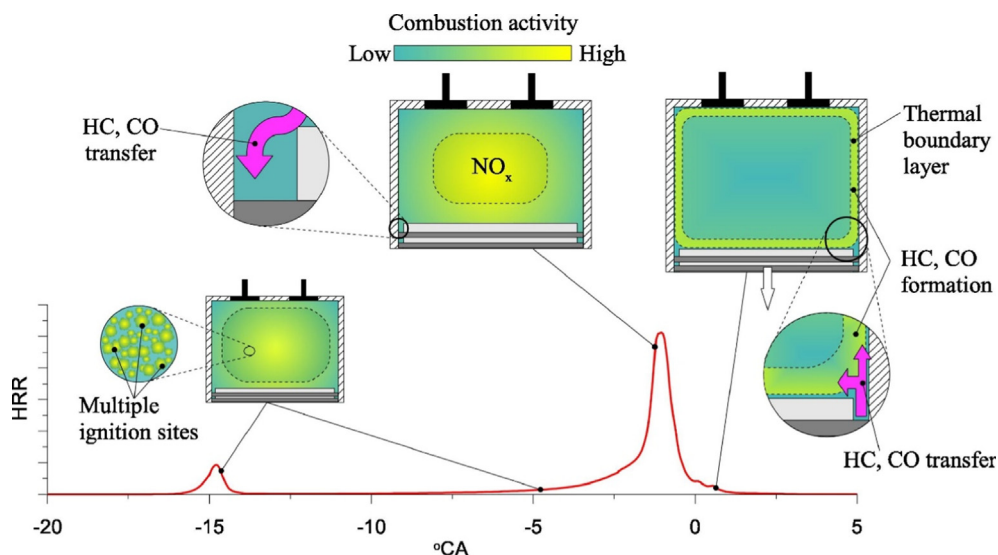 Combustion activity
Low High
HC, CO
transfer
NOx
Thermal
boundary
layer
HC, CO
formation
Multiple
ignition sites
HC, CO transfer
HRR
-20 -15 -10 -5 0 5
°CA